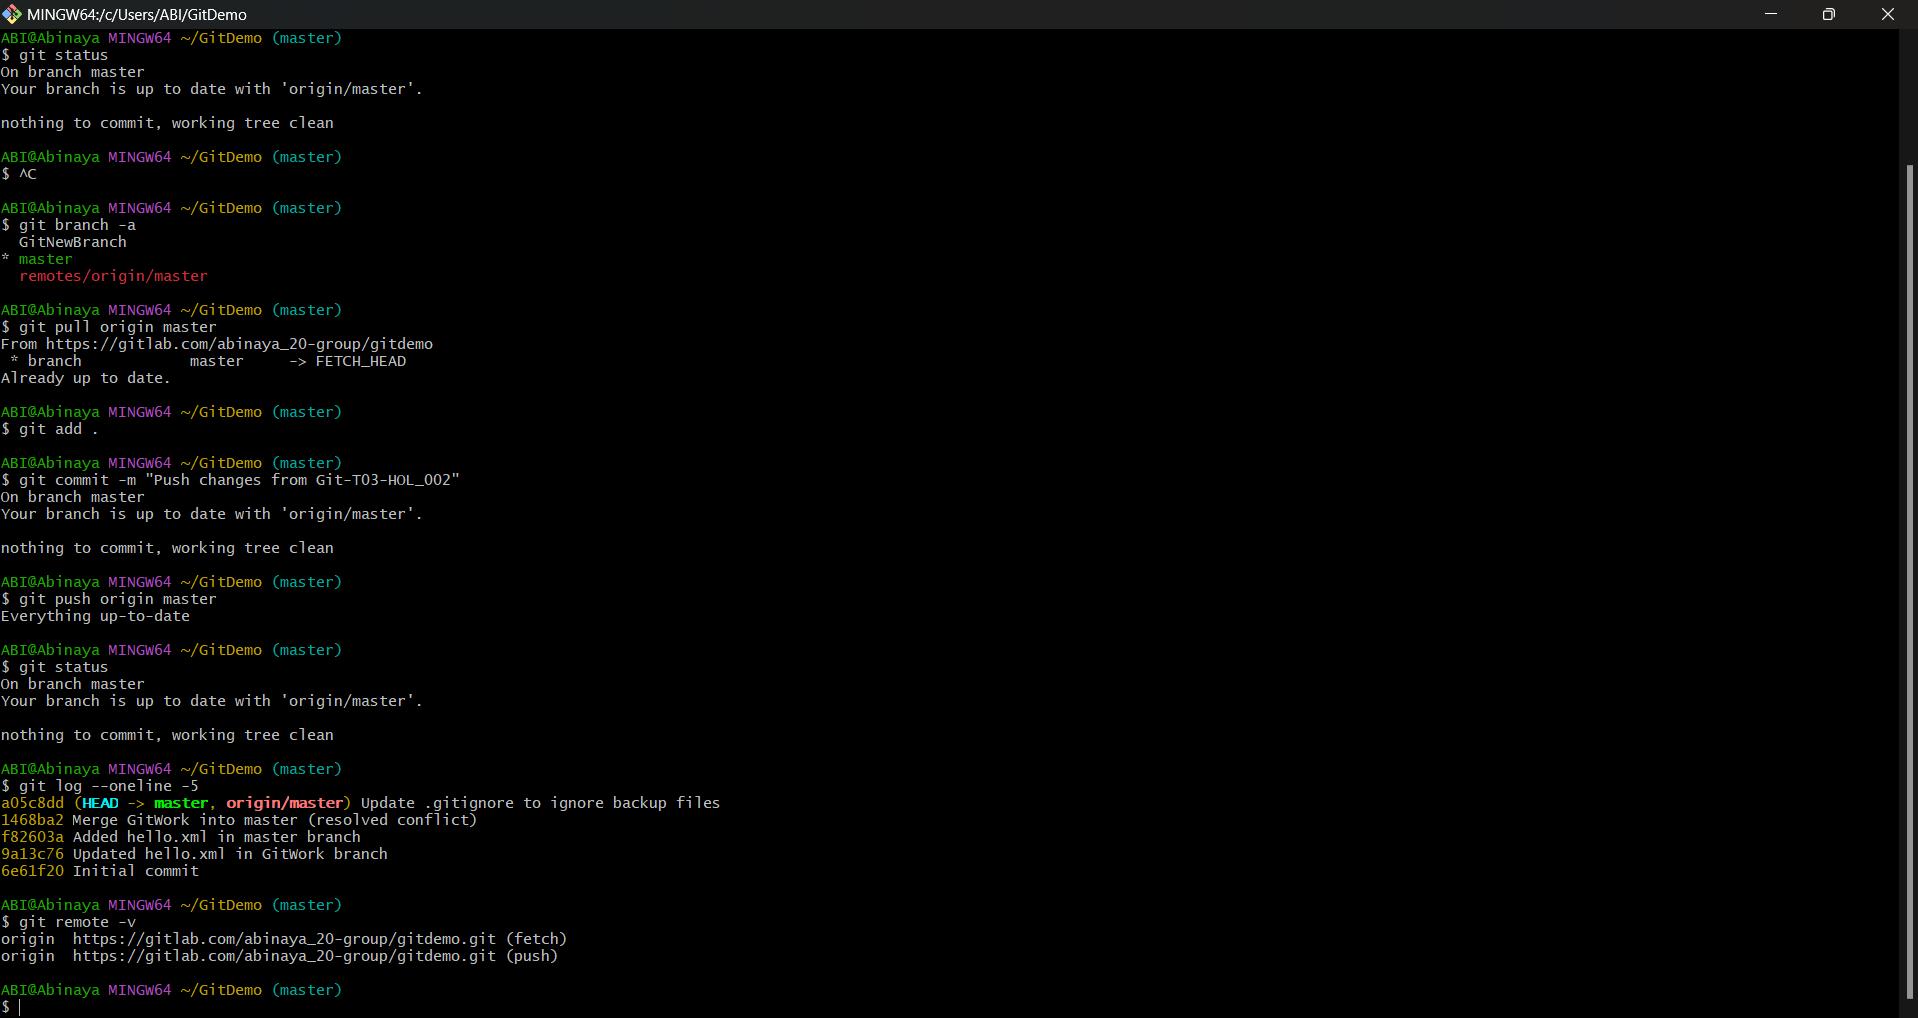 MINGW64:/c/Users/ABI/GitDemo
ABI@Abinaya MINGW64 ~/GitDemo (master)
$ git status
On branch master
Your branch is up to date with 'origin/master'.
nothing to commit, working tree clean
ABI@Abinaya MINGW64 ~/GitDemo (master)
$ ^C
ABI@Abinaya MINGW64 ~/GitDemo (master)
$ git branch -a
  GitNewBranch
* master
  remotes/origin/master
ABI@Abinaya MINGW64 ~/GitDemo (master)
$ git pull origin master
From https://gitlab.com/abinaya_20-group/gitdemo
 * branch            master     -> FETCH_HEAD
Already up to date.
ABI@Abinaya MINGW64 ~/GitDemo (master)
$ git add .
ABI@Abinaya MINGW64 ~/GitDemo (master)
$ git commit -m "Push changes from Git-T03-HOL_002"
On branch master
Your branch is up to date with 'origin/master'.
nothing to commit, working tree clean
ABI@Abinaya MINGW64 ~/GitDemo (master)
$ git push origin master
Everything up-to-date
ABI@Abinaya MINGW64 ~/GitDemo (master)
$ git status
On branch master
Your branch is up to date with 'origin/master'.
nothing to commit, working tree clean
ABI@Abinaya MINGW64 ~/GitDemo (master)
$ git log --oneline -5
a05c8dd (HEAD -> master, origin/master) Update .gitignore to ignore backup files
1468ba2 Merge GitWork into master (resolved conflict)
f82603a Added hello.xml in master branch
9a13c76 Updated hello.xml in GitWork branch
6e61f20 Initial commit
ABI@Abinaya MINGW64 ~/GitDemo (master)
$ git remote -v
origin  https://gitlab.com/abinaya_20-group/gitdemo.git (fetch)
origin  https://gitlab.com/abinaya_20-group/gitdemo.git (push)
ABI@Abinaya MINGW64 ~/GitDemo (master)
$